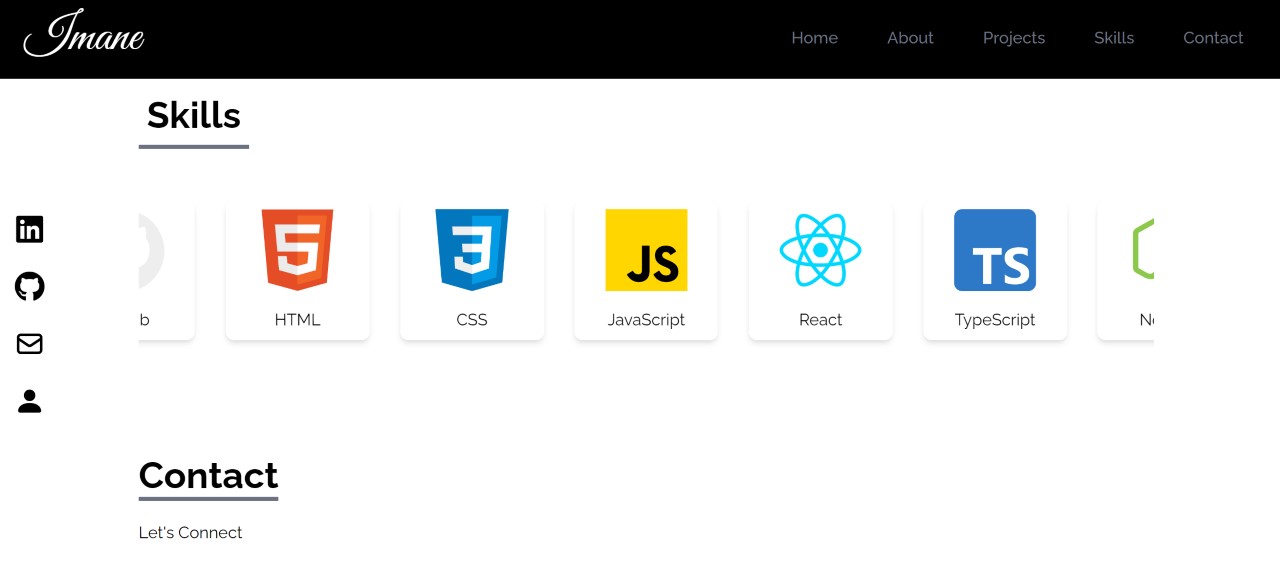 Imane
Home About Projects Skills Contact
Skills
b HTML CSS JavaScript React TypeScript
Contact
Let's Connect